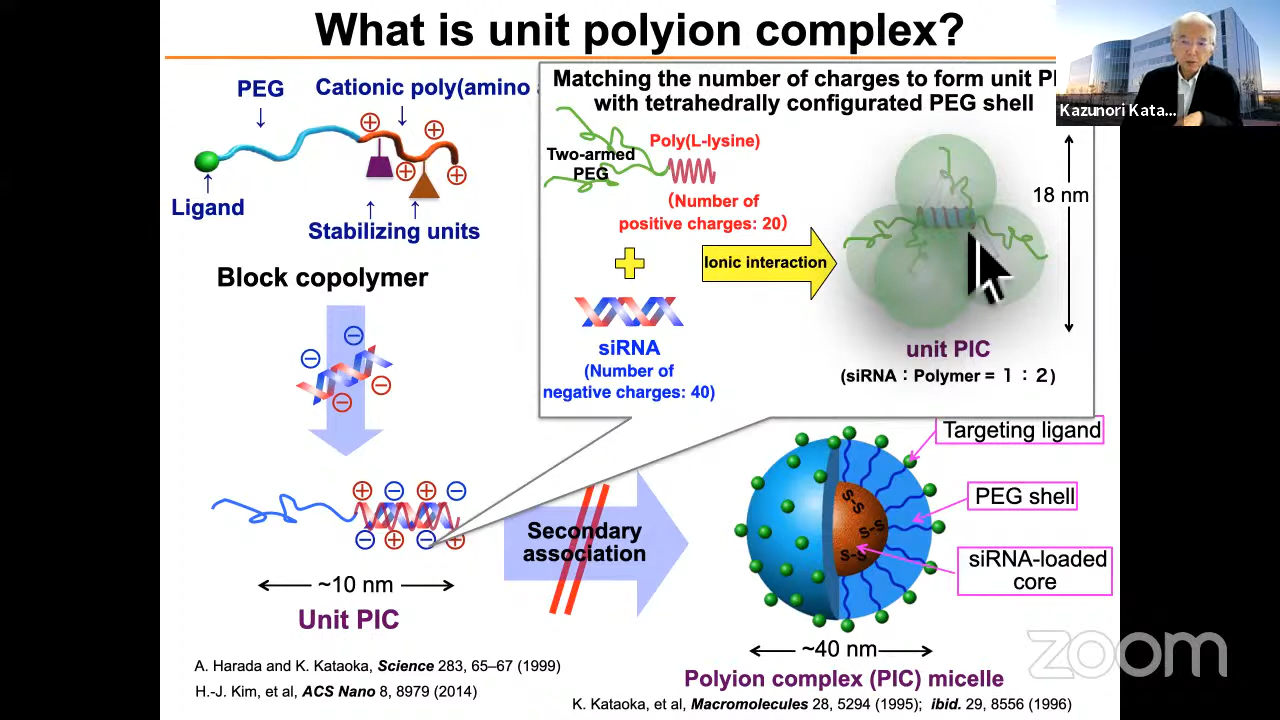 What is unit polyion complex?
Kazunori Kata...
PEG
Cationic poly(amino
Ligand
Stabilizing units
Block copolymer
Matching the number of charges to form unit
with tetrahedrally configurated PEG shell
Two-armed
PEG
Poly(L-lysine)
(Number of
positive charges: 20)
Ionic interaction
siRNA
(Number of
negative charges: 40)
18 nm
unit PIC
(siRNA : Polymer = 1 : 2)
~10 nm
Unit PIC
Secondary
association
Targeting ligand
PEG shell
siRNA-loaded
core
S-S
S-S
S-S
~40 nm
Polyion complex (PIC) micelle
A. Harada and K. Kataoka, Science 283, 65–67 (1999)
H.-J. Kim, et al, ACS Nano 8, 8979 (2014)
K. Kataoka, et al, Macromolecules 28, 5294 (1995); ibid. 29, 8556 (1996)
zoom